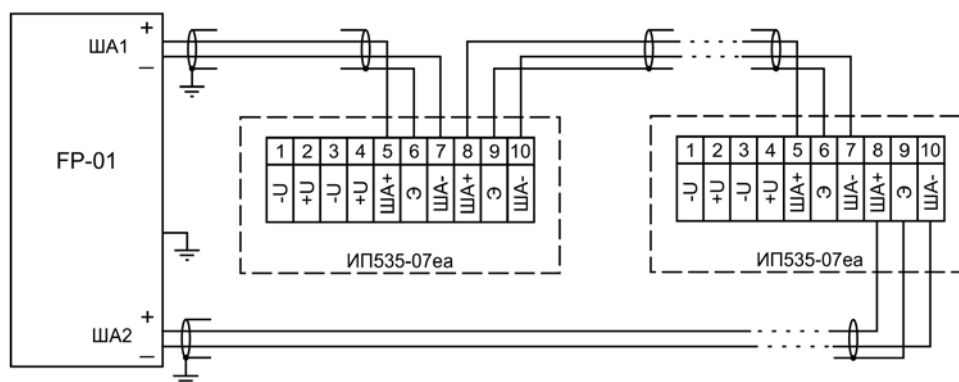 +
ША1
–
FP-01
1 2 3 4 5 6 7 8 9 10
-U +U -U +U ША+ Э ША- ША+ Э ША-
ИП535-07еа
1 2 3 4 5 6 7 8 9 10
-U +U -U +U ША+ Э ША- ША+ Э ША-
ИП535-07еа
+
ША2
–